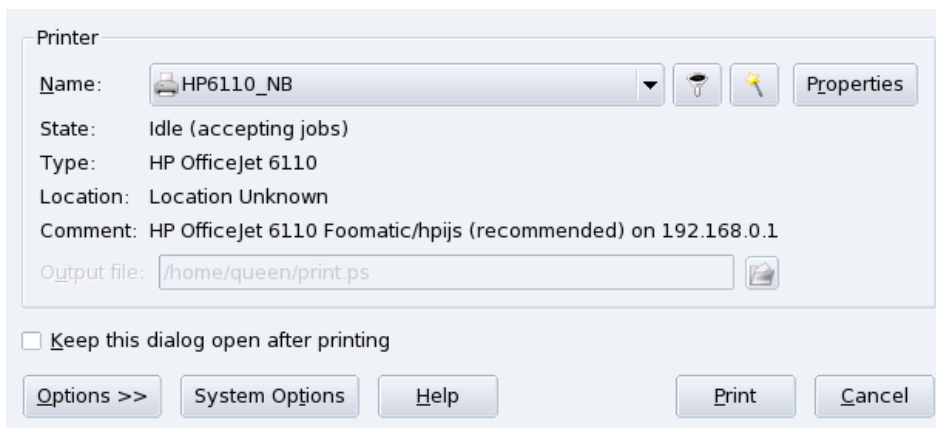 Printer
Name: HP6110_NB Properties
State: Idle (accepting jobs)
Type: HP OfficeJet 6110
Location: Location Unknown
Comment: HP OfficeJet 6110 Foomatic/hpijs (recommended) on 192.168.0.1
Output file: /home/queen/print.ps
Keep this dialog open after printing
Options >> System Options Help Print Cancel